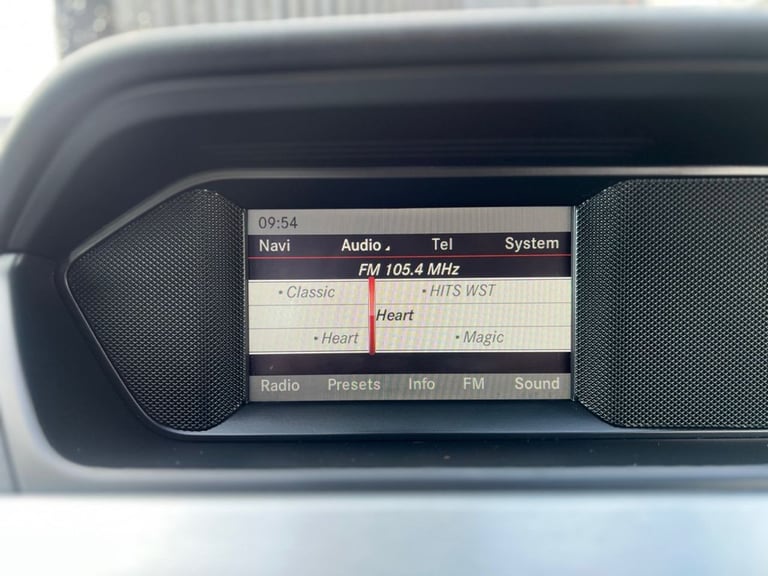 09:54
Navi Audio Tel System
FM 105.4 MHz
• Classic • HITS WST
Heart
• Heart • Magic
Radio Presets Info FM Sound